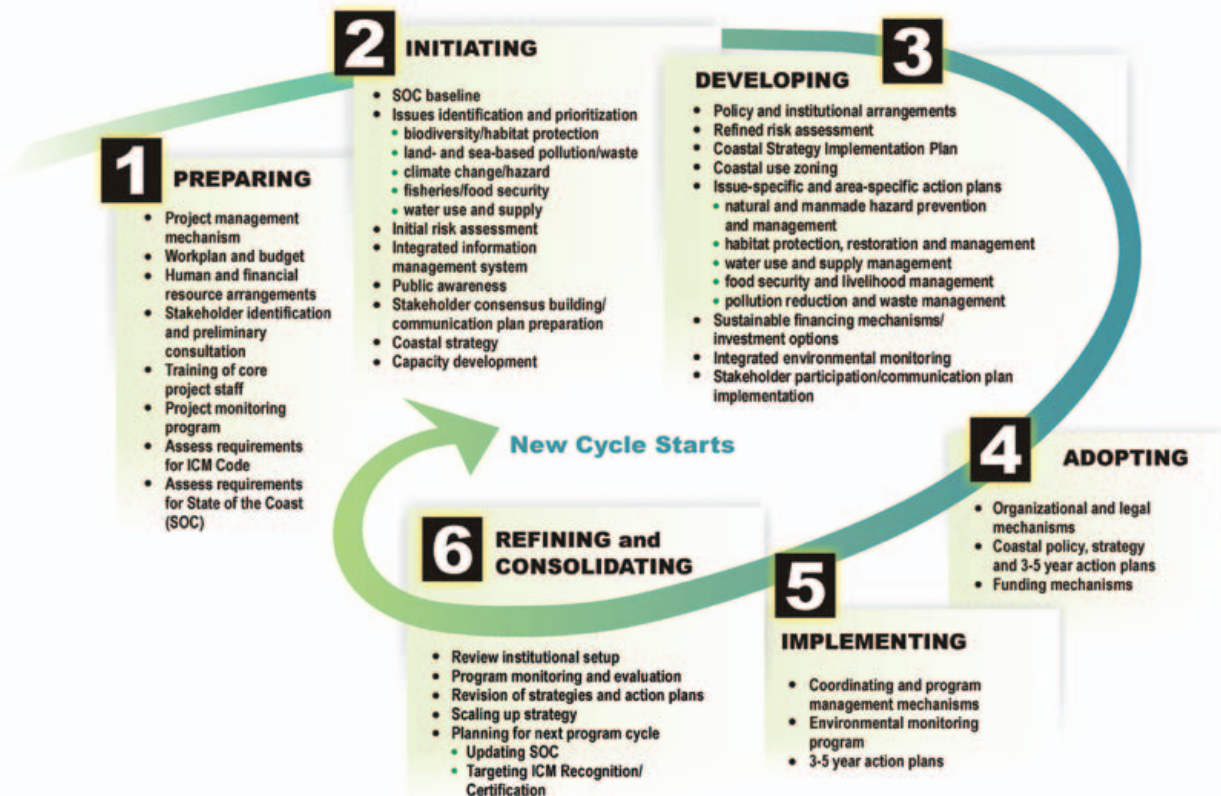 1
PREPARING
• Project management
mechanism
• Workplan and budget
• Human and financial
resource arrangements
• Stakeholder identification
and preliminary
consultation
• Training of core
project staff
• Project monitoring
program
• Assess requirements
for ICM Code
• Assess requirements
for State of the Coast
(SOC)
2
INITIATING
• SOC baseline
• Issues identification and prioritization
• biodiversity/habitat protection
• land- and sea-based pollution/waste
• climate change/hazard
• fisheries/food security
• water use and supply
• Initial risk assessment
• Integrated information
management system
• Public awareness
• Stakeholder consensus building/
communication plan preparation
• Coastal strategy
• Capacity development
3
DEVELOPING
• Policy and institutional arrangements
• Refined risk assessment
• Coastal Strategy Implementation Plan
• Coastal use zoning
• Issue-specific and area-specific action plans
• natural and manmade hazard prevention
and management
• habitat protection, restoration and management
• water use and supply management
• food security and livelihood management
• pollution reduction and waste management
• Sustainable financing mechanisms/
investment options
• Integrated environmental monitoring
• Stakeholder participation/communication plan
implementation
4
ADOPTING
• Organizational and legal
mechanisms
• Coastal policy, strategy
and 3-5 year action plans
• Funding mechanisms
5
IMPLEMENTING
• Coordinating and program
management mechanisms
• Environmental monitoring
program
• 3-5 year action plans
6
REFINING and
CONSOLIDATING
• Review institutional setup
• Program monitoring and evaluation
• Revision of strategies and action plans
• Scaling up strategy
• Planning for next program cycle
• Updating SOC
• Targeting ICM Recognition/
Certification
New Cycle Starts